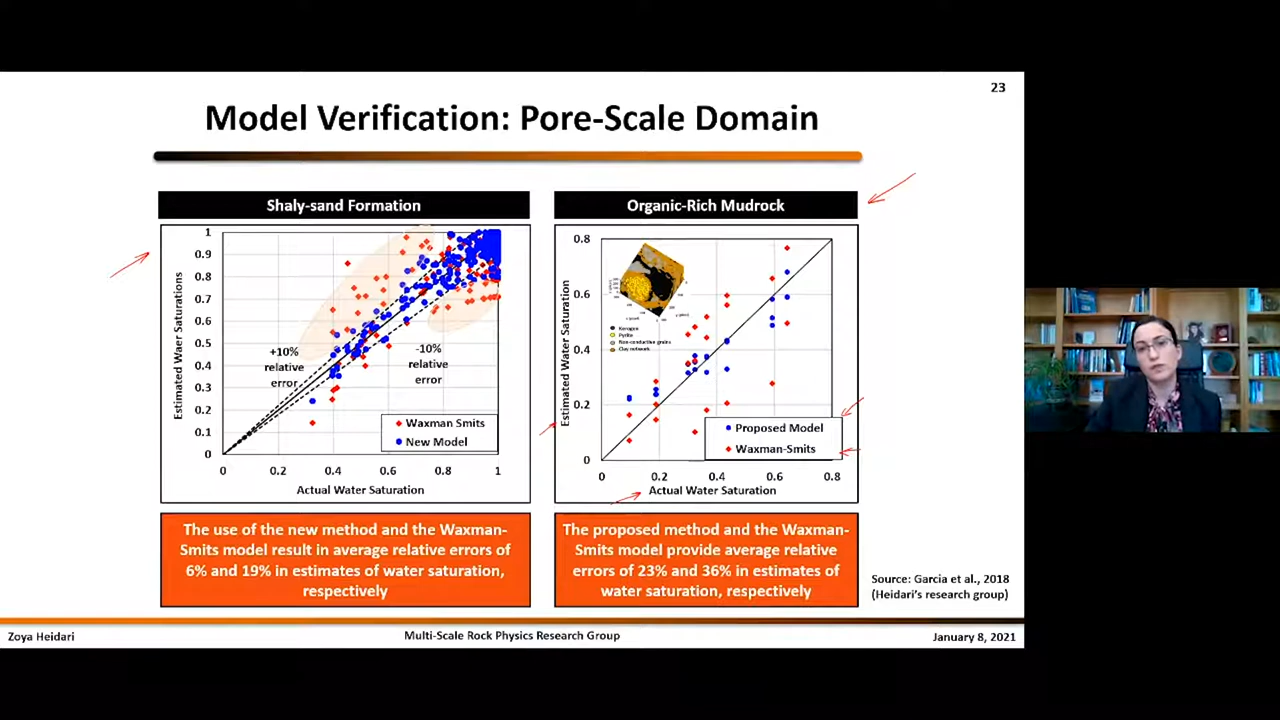 23
Model Verification: Pore-Scale Domain
Shaly-sand Formation
Organic-Rich Mudrock
Estimated Waer Saturations
1
0.9
0.8
0.7
0.6
0.5
0.4
0.3
0.2
0.1
0
+10%
relative
error
-10%
relative
error
Waxman Smits
New Model
0
0.2
0.4
0.6
0.8
1
Actual Water Saturation
Estimated Water Saturation
0.8
0.6
0.4
0.2
0
Kerogen
Pyrite
Non-conductive grains
Clay network
Proposed Model
Waxman-Smits
0
0.2
0.4
0.6
0.8
Actual Water Saturation
The use of the new method and the Waxman-
Smits model result in average relative errors of
6% and 19% in estimates of water saturation,
respectively
The proposed method and the Waxman-
Smits model provide average relative
errors of 23% and 36% in estimates of
water saturation, respectively
Source: Garcia et al., 2018
(Heidari's research group)
Zoya Heidari
Multi-Scale Rock Physics Research Group
January 8, 2021